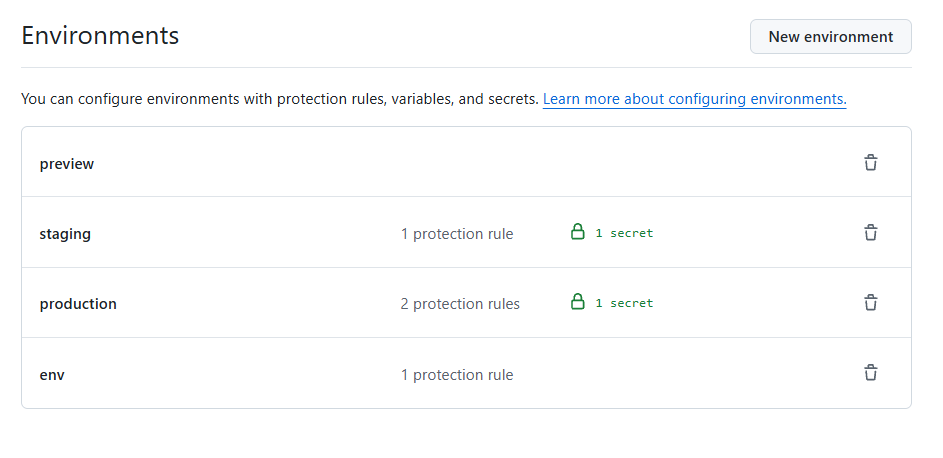 Environments
New environment
You can configure environments with protection rules, variables, and secrets. Learn more about configuring environments.
preview
staging 1 protection rule 1 secret
production 2 protection rules 1 secret
env 1 protection rule